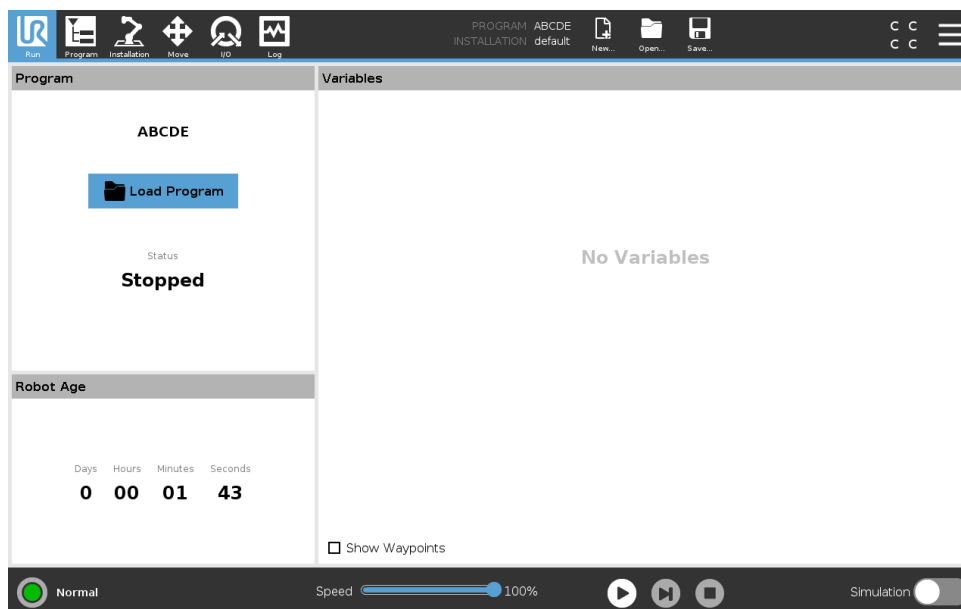 UR
Run
Program
Installation
Move
I/O
Log
PROGRAM ABCDE
INSTALLATION default
New...
Open...
Save...
C C
C C
Program
ABCDE
Load Program
Status
Stopped
Variables
No Variables
Show Waypoints
Robot Age
Days Hours Minutes Seconds
0 00 01 43
Normal
Speed 100%
Simulation